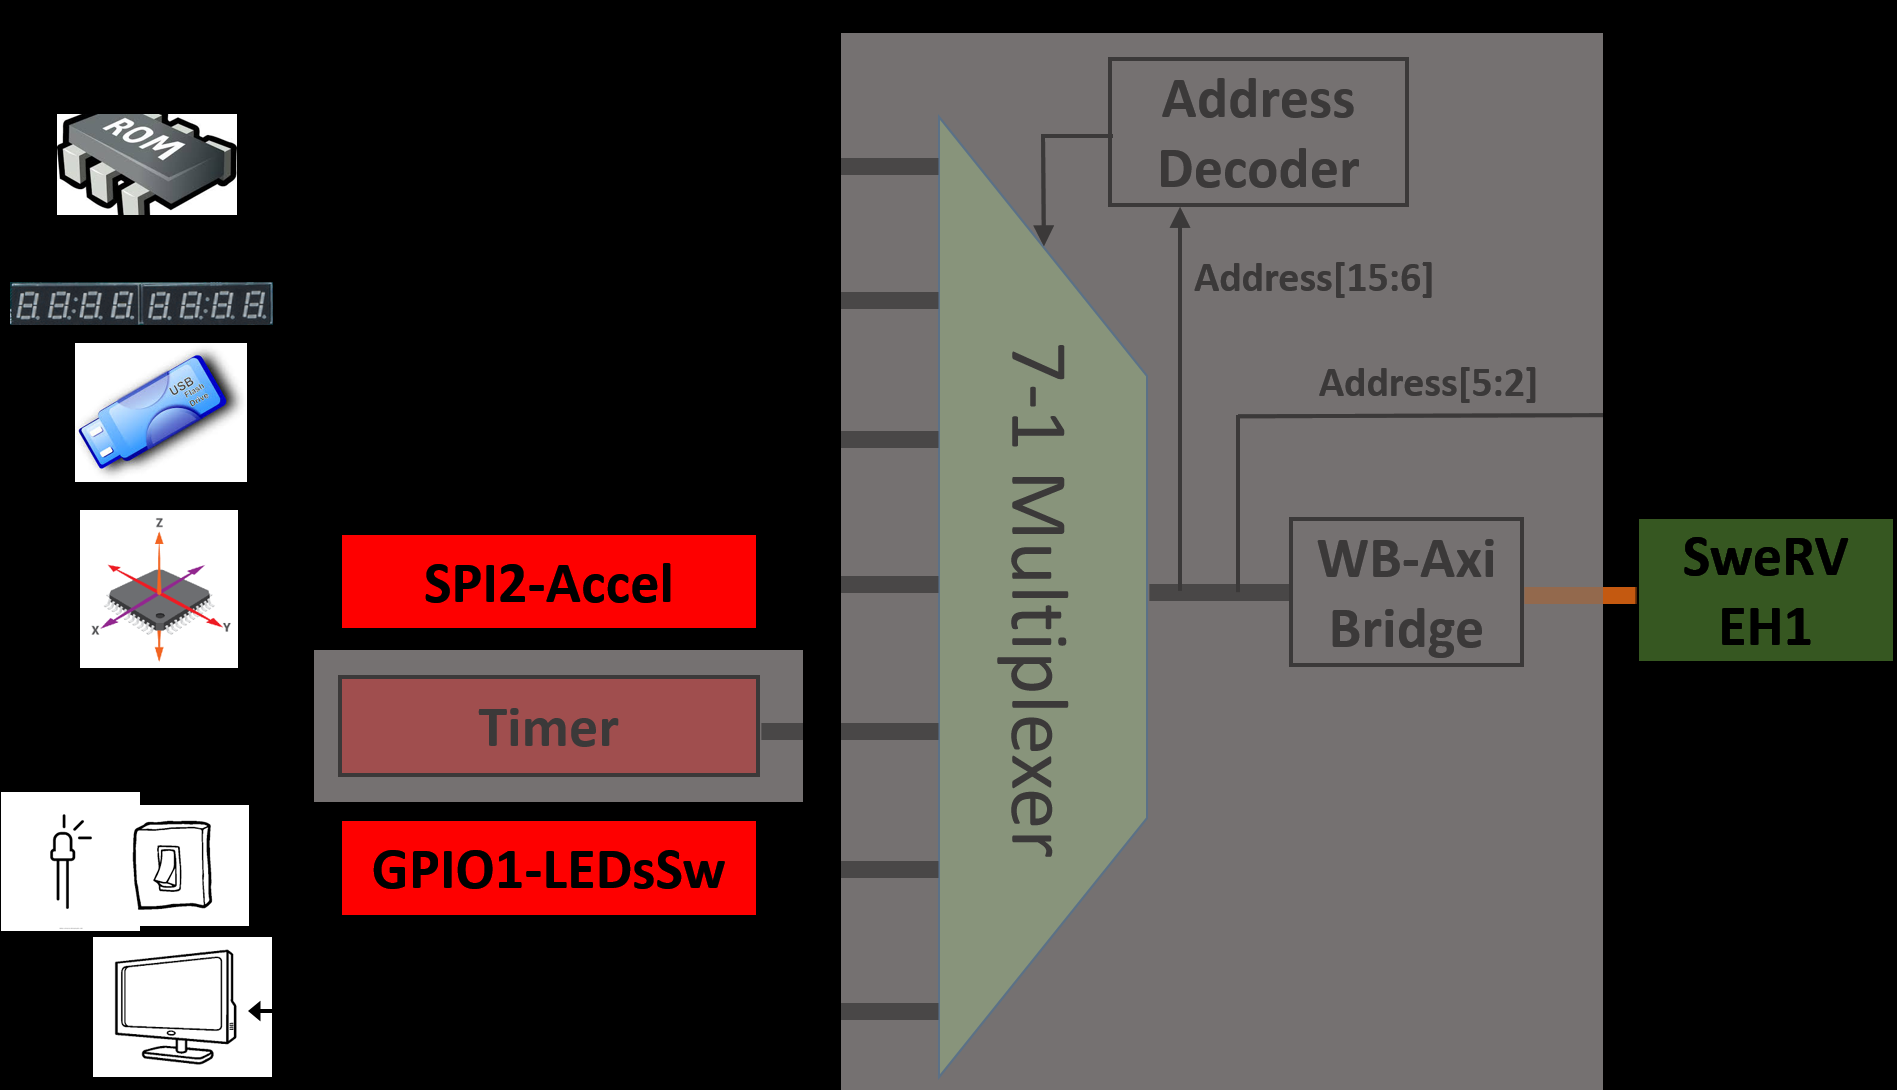 ROM
Address
Decoder
Address[15:6]
Address[5:2]
USB
Flash
Drive
7-1 Multiplexer
Z
X
Y
SPI2-Accel
WB-Axi
Bridge
SweRV
EH1
Timer
GPIO1-LEDsSw